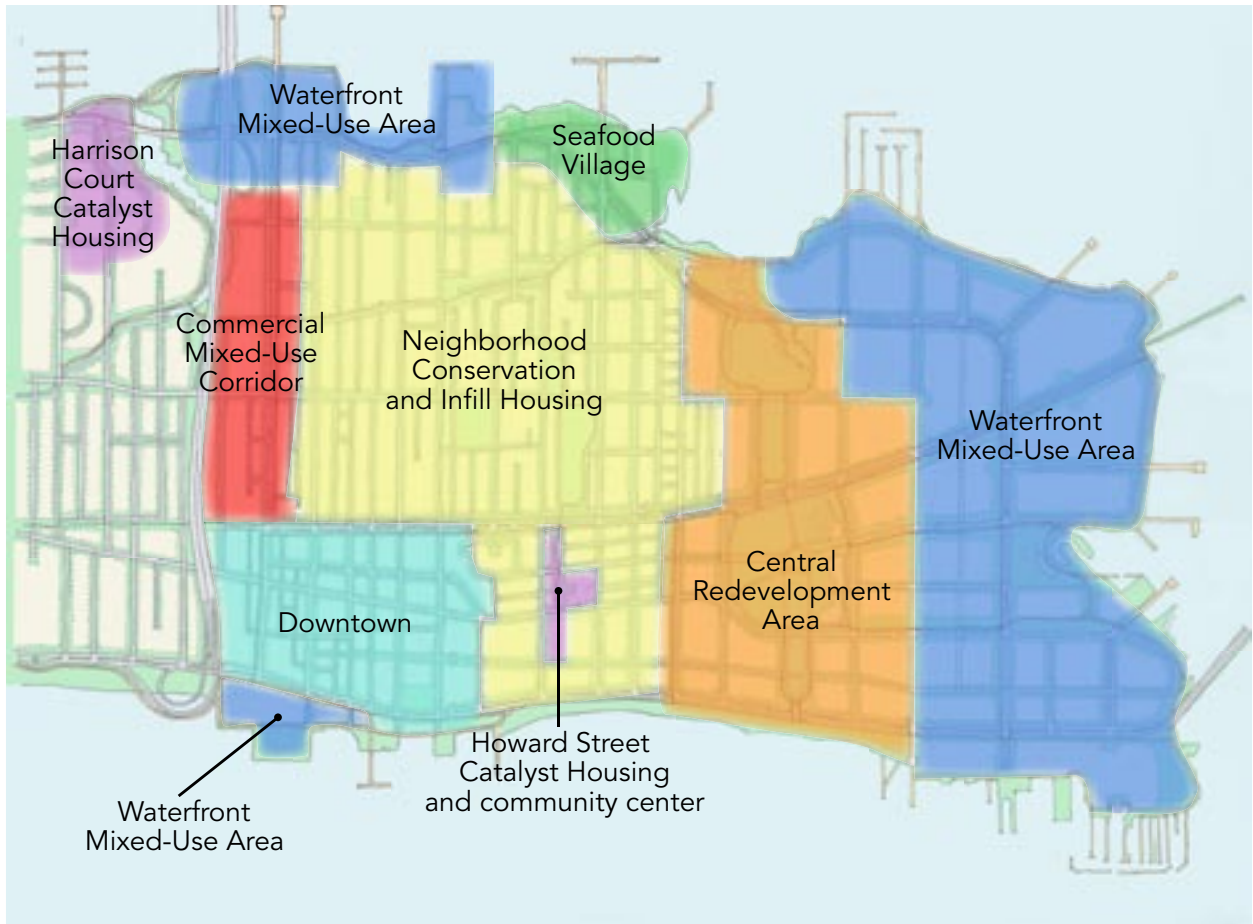 Waterfront
Mixed-Use Area
Seafood
Village
Harrison
Court
Catalyst
Housing
Commercial
Mixed-Use
Corridor
Neighborhood
Conservation
and Infill Housing
Waterfront
Mixed-Use Area
Central
Redevelopment
Area
Downtown
Howard Street
Catalyst Housing
and community center
Waterfront
Mixed-Use Area